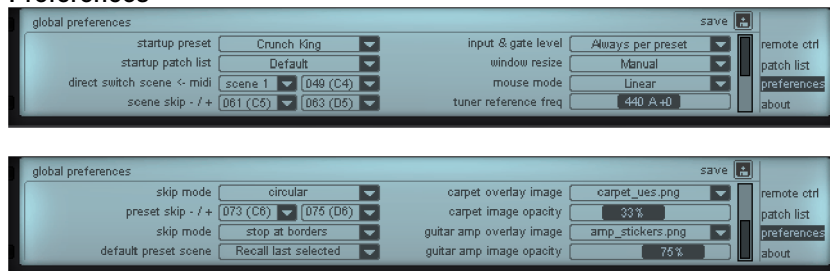 Preferences
global preferences save
startup preset Crunch King input & gate level Always per preset remote ctrl
startup patch list Default window resize Manual patch list
direct switch scene <- midi scene 1 049 (C4) mouse mode Linear preferences
scene skip - / + 061 (C5) 063 (D5) tuner reference freq 440 A +0 about
global preferences save
skip mode circular carpet overlay image carpet_ues.png remote ctrl
preset skip - / + 073 (C6) 075 (D6) carpet image opacity 33 % patch list
skip mode stop at borders guitar amp overlay image amp_stickers.png preferences
default preset scene Recall last selected guitar amp image opacity 75 % about